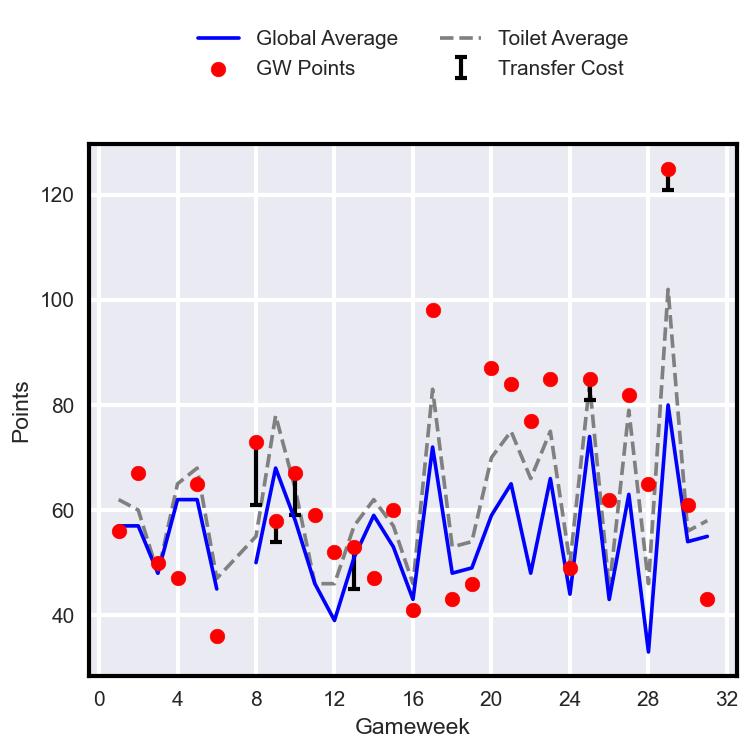 Global Average
Toilet Average
GW Points
Transfer Cost
120
100
80
60
40
Points
0 4 8 12 16 20 24 28 32
Gameweek